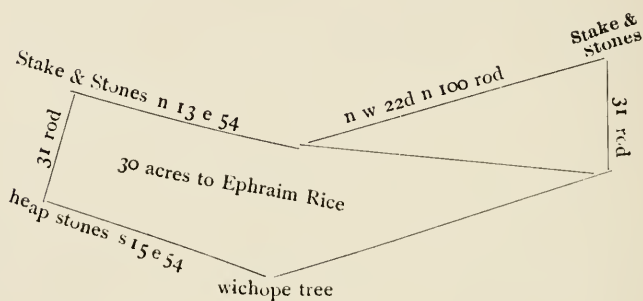 Stake &
Stones
n w 22d n 100 rod
Stake & Stones n 13 e 54
31 rod
31 rod
30 acres to Ephraim Rice
heap stones s 15 e 54
wichope tree